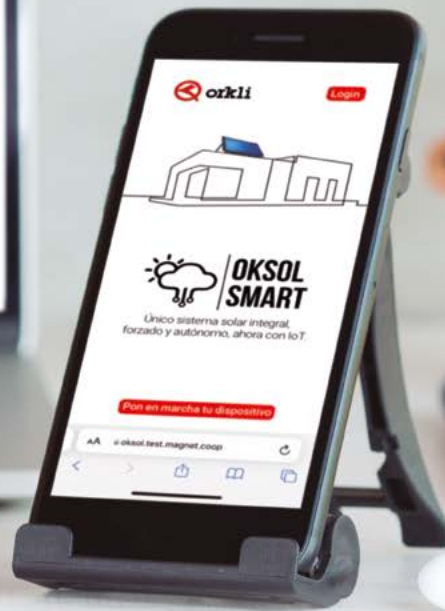 orkli
Login
OKSOL
SMART
Único sistema solar integral,
forzado y autónomo, ahora con IoT
Pon en marcha tu dispositivo
AA oksol.test.magnet.coop